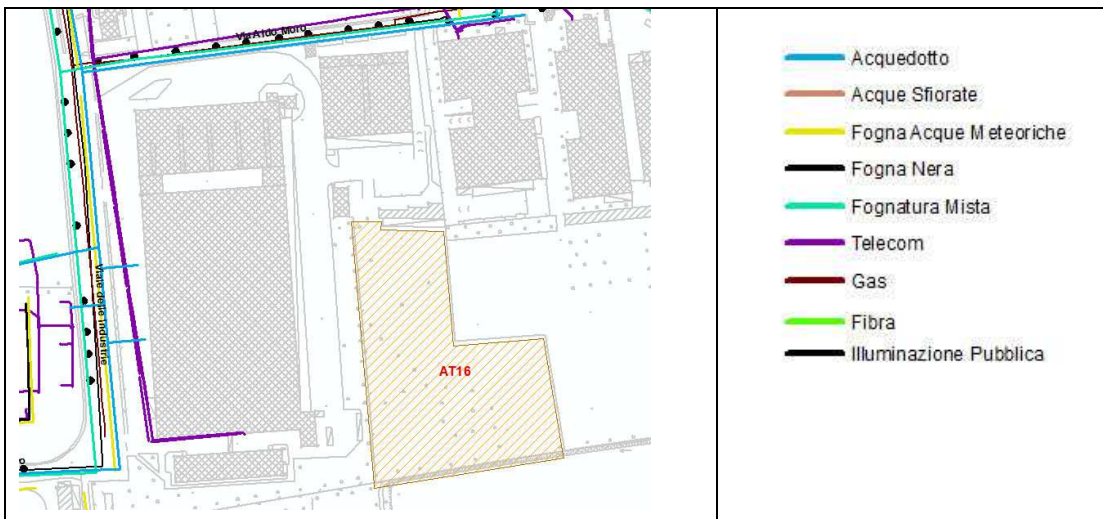 Via Aldo Moro
Viale delle Industrie
AT16
Acquedotto
Acque Sfiorate
Fogna Acque Meteoriche
Fogna Nera
Fognatura Mista
Telecom
Gas
Fibra
Illuminazione Pubblica